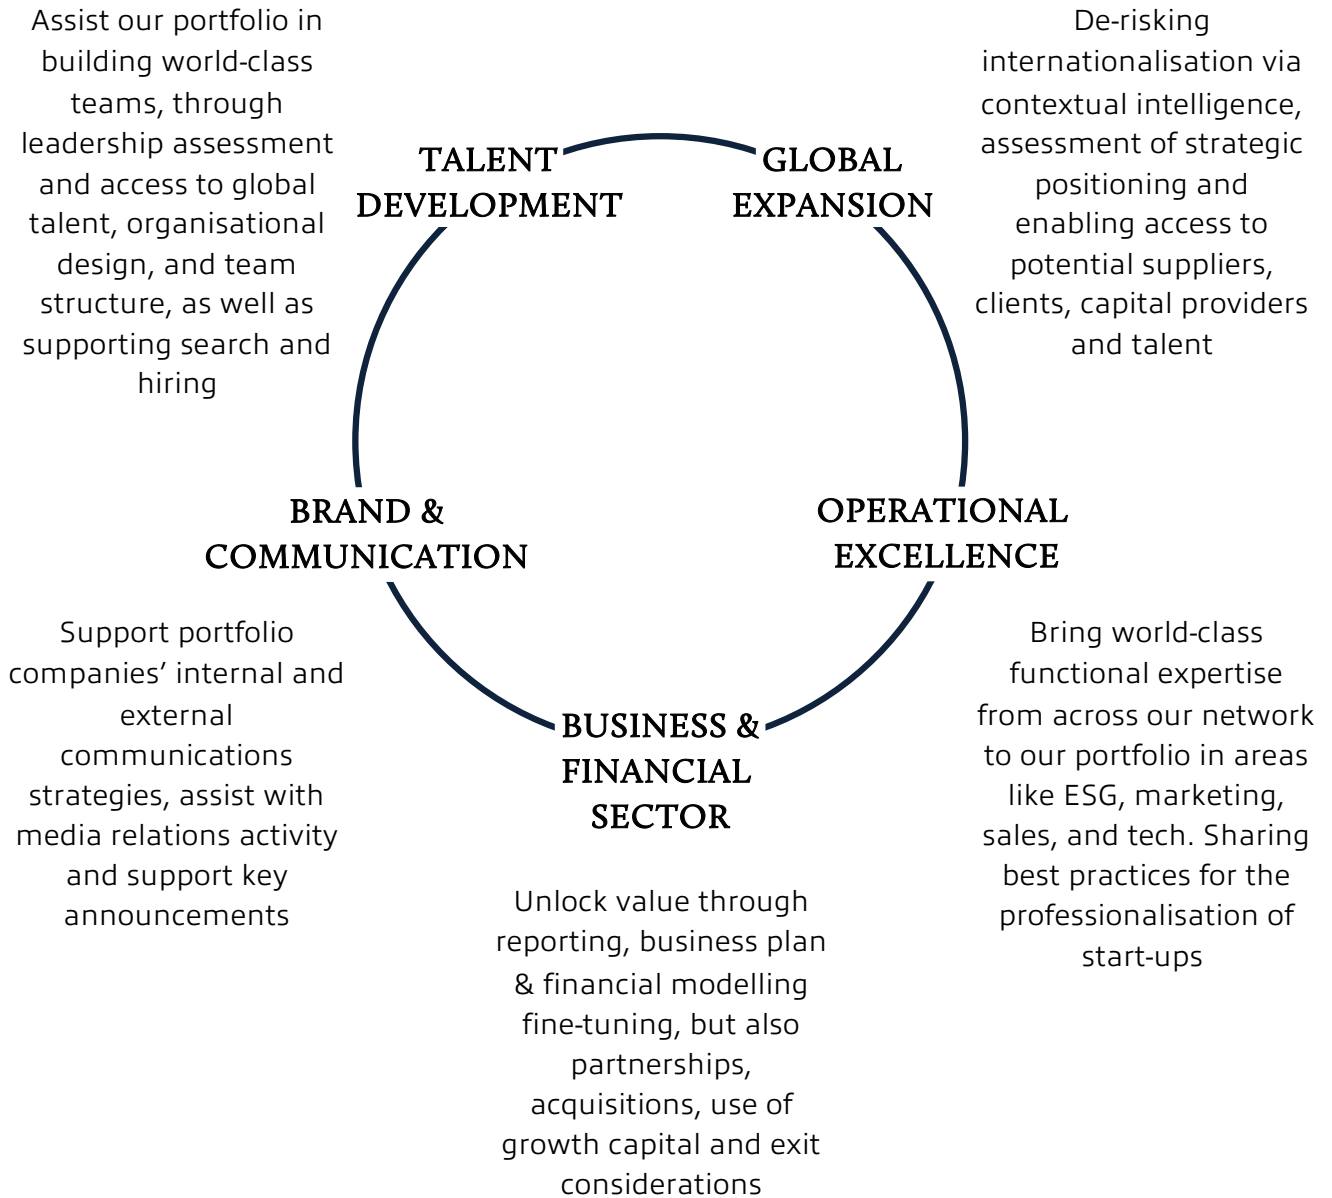 Assist our portfolio in
building world-class
teams, through
leadership assessment
and access to global
talent, organisational
design, and team
structure, as well as
supporting search and
hiring
TALENT
DEVELOPMENT
GLOBAL
EXPANSION
De-risking
internationalisation via
contextual intelligence,
assessment of strategic
positioning and
enabling access to
potential suppliers,
clients, capital providers
and talent
BRAND &
COMMUNICATION
OPERATIONAL
EXCELLENCE
Support portfolio
companies’ internal and
external
communications
strategies, assist with
media relations activity
and support key
announcements
BUSINESS &
FINANCIAL
SECTOR
Unlock value through
reporting, business plan
& financial modelling
fine-tuning, but also
partnerships,
acquisitions, use of
growth capital and exit
considerations
Bring world-class
functional expertise
from across our network
to our portfolio in areas
like ESG, marketing,
sales, and tech. Sharing
best practices for the
professionalisation of
start-ups